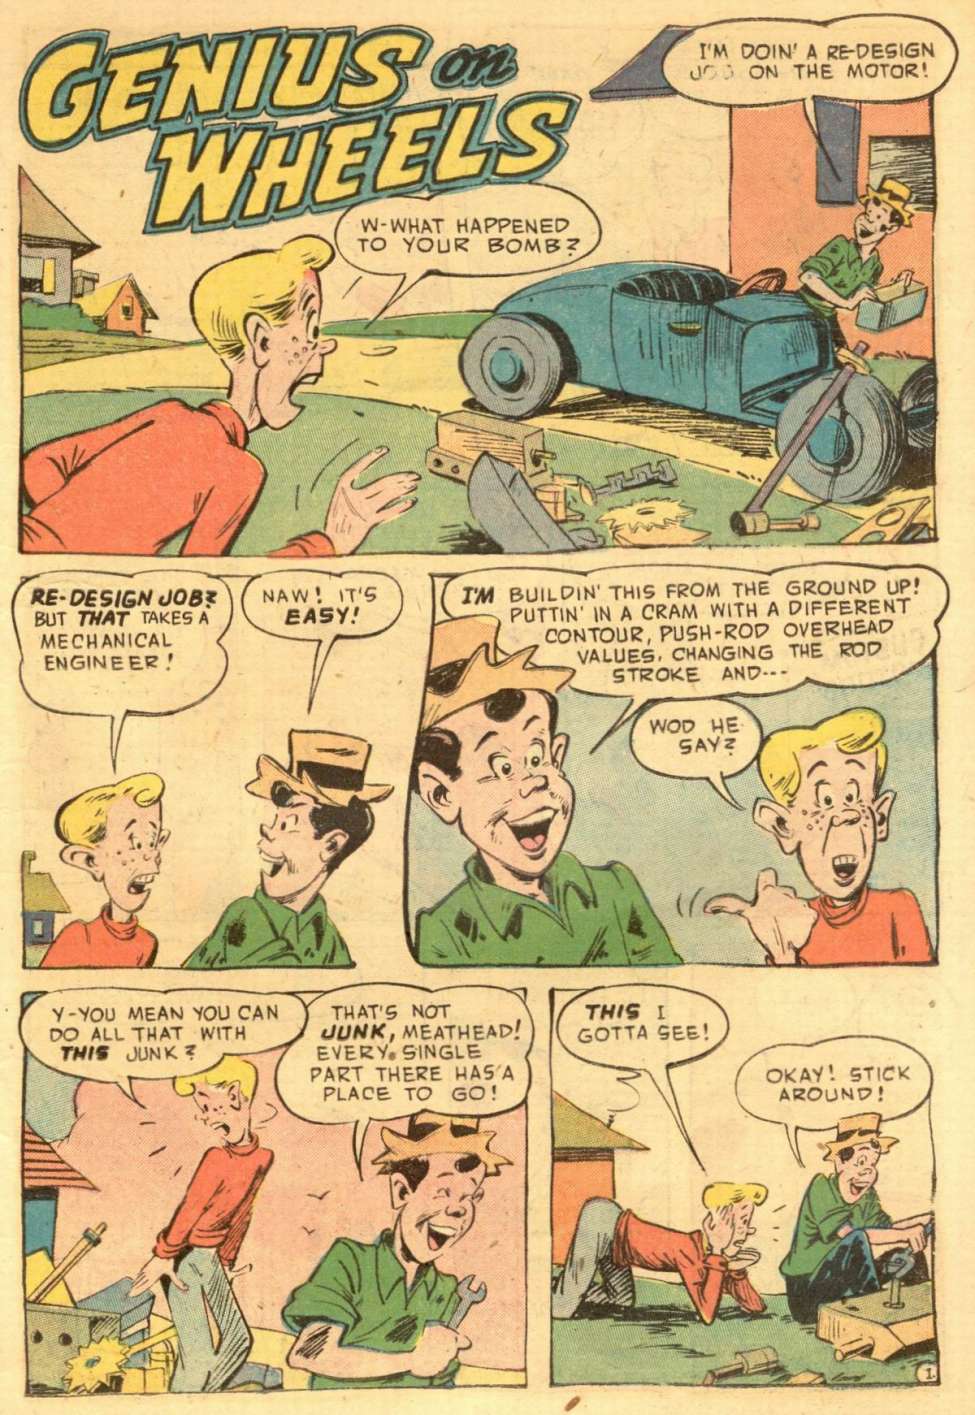 GENIUS on
WHEELS
I'M DOIN' A RE-DESIGN
JOB ON THE MOTOR!
W-WHAT HAPPENED
TO YOUR BOMB?
RE-DESIGN JOB?
BUT THAT TAKES A
MECHANICAL
ENGINEER!
NAW! IT'S
EASY!
I'M BUILDIN' THIS FROM THE GROUND UP!
PUTTIN' IN A CRAM WITH A DIFFERENT
CONTOUR, PUSH-ROD OVERHEAD
VALUES, CHANGING THE ROD
STROKE AND---
WOD HE
SAY?
Y-YOU MEAN YOU CAN
DO ALL THAT WITH
THIS JUNK?
THAT'S NOT
JUNK, MEATHEAD!
EVERY SINGLE
PART THERE HAS A
PLACE TO GO!
THIS I
GOTTA SEE!
OKAY! STICK
AROUND!
1.